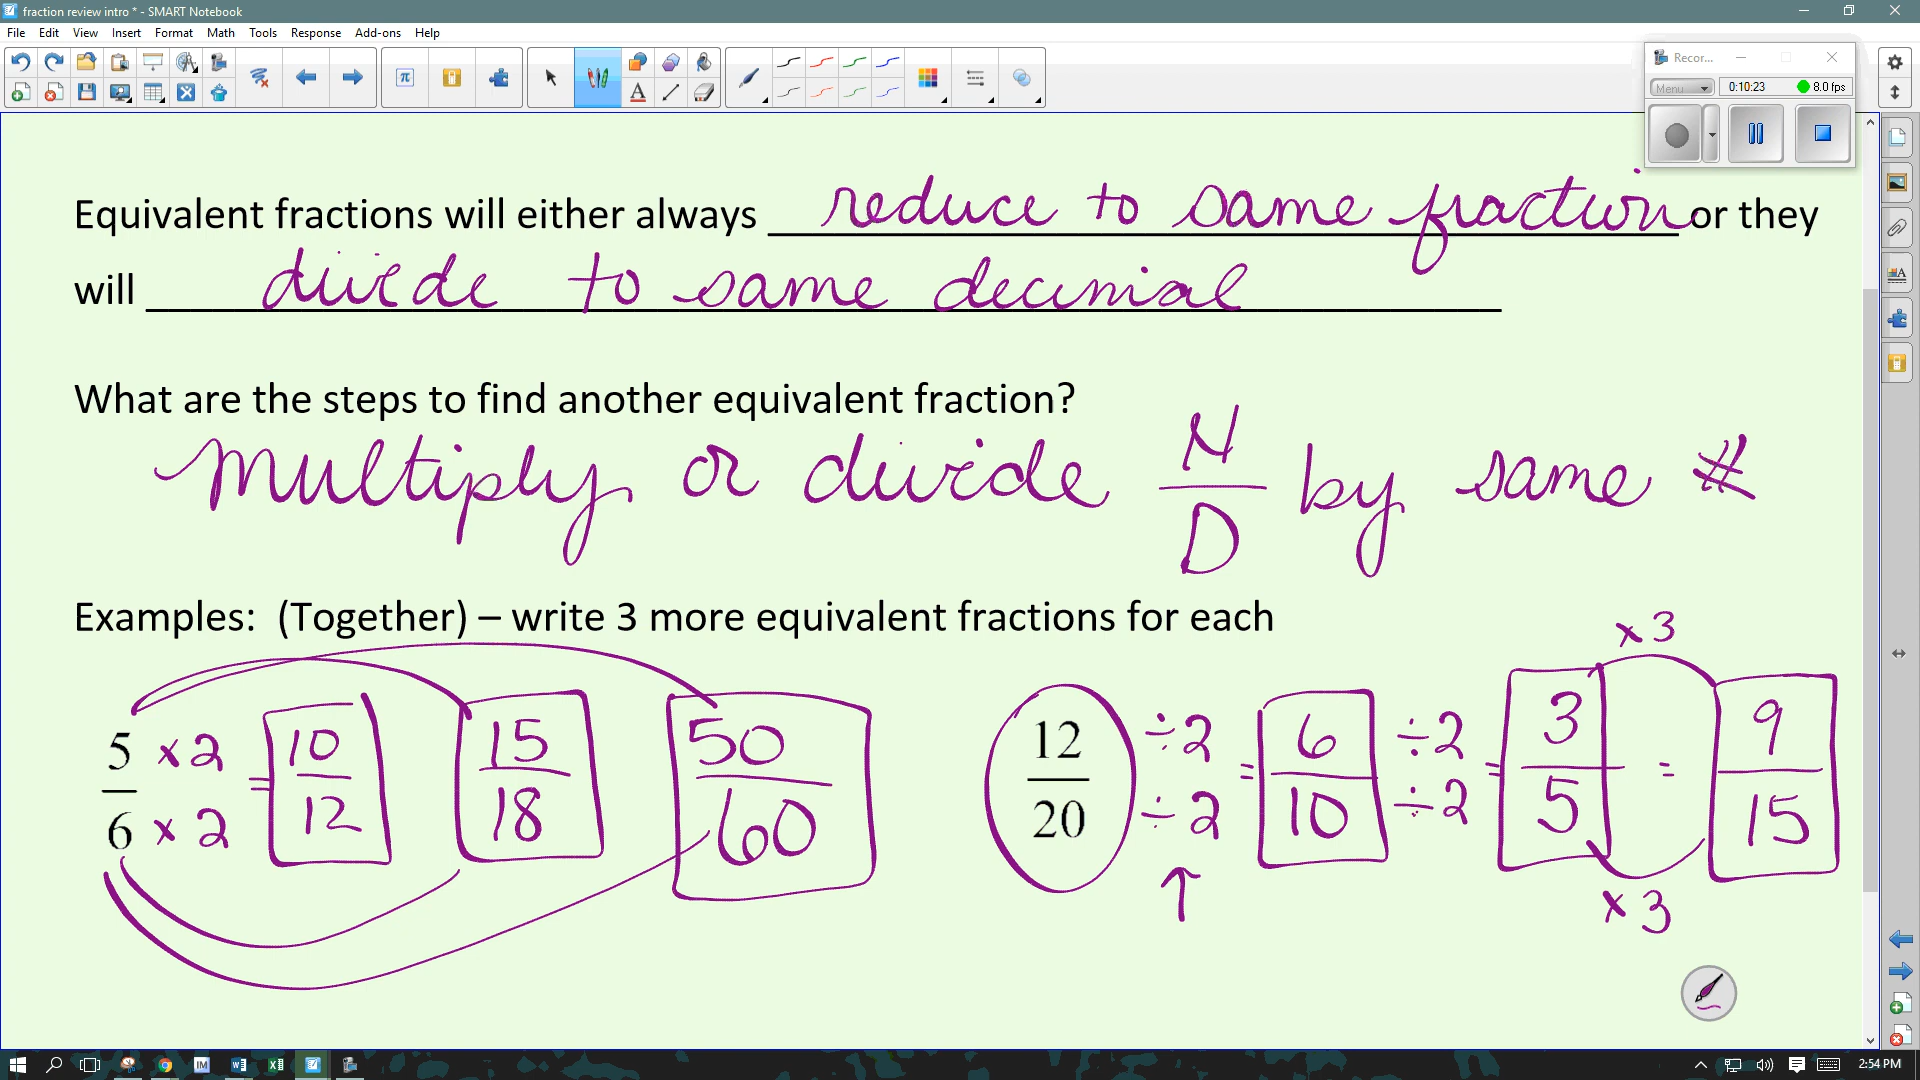 fraction review intro * - SMART Notebook
File Edit View Insert Format Math Tools Response Add-ons Help
Recor...
Menu 0:10:23 8.0 fps
Equivalent fractions will either always reduce to same fraction or they
will divide to same decimal
What are the steps to find another equivalent fraction?
multiply or divide N/D by same #
Examples: (Together) – write 3 more equivalent fractions for each
x 3
5 x 2 10 15 50 12 ÷2 6 ÷2 3 9
= = = =
6 x 2 12 18 60 20 ÷2 10 ÷2 5 15
↑ x 3
IM
2:54 PM